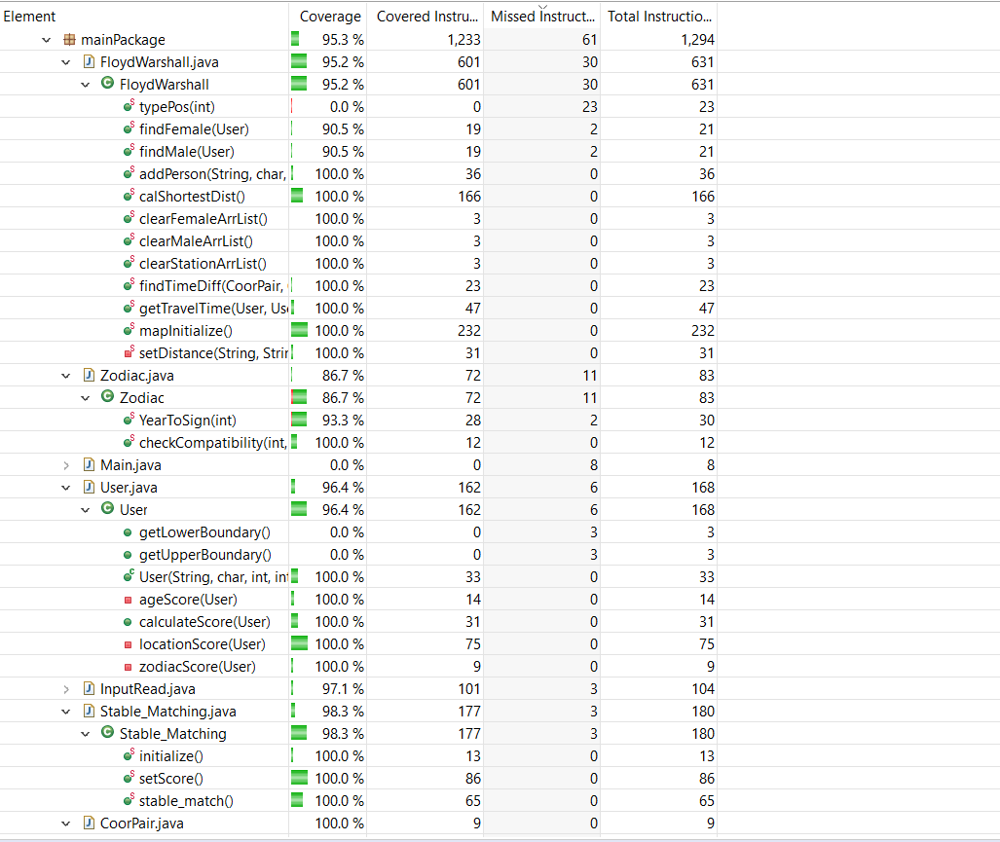 Element Coverage Covered Instru... Missed Instruct... Total Instructio...
mainPackage 95.3 % 1,233 61 1,294
FloydWarshall.java 95.2 % 601 30 631
FloydWarshall 95.2 % 601 30 631
typePos(int) 0.0 % 0 23 23
findFemale(User) 90.5 % 19 2 21
findMale(User) 90.5 % 19 2 21
addPerson(String, char, 100.0 % 36 0 36
calShortestDist() 100.0 % 166 0 166
clearFemaleArrList() 100.0 % 3 0 3
clearMaleArrList() 100.0 % 3 0 3
clearStationArrList() 100.0 % 3 0 3
findTimeDiff(CoorPair, 100.0 % 23 0 23
getTravelTime(User, Use 100.0 % 47 0 47
mapInitialize() 100.0 % 232 0 232
setDistance(String, Strin 100.0 % 31 0 31
Zodiac.java 86.7 % 72 11 83
Zodiac 86.7 % 72 11 83
YearToSign(int) 93.3 % 28 2 30
checkCompatibility(int, 100.0 % 12 0 12
Main.java 0.0 % 0 8 8
User.java 96.4 % 162 6 168
User 96.4 % 162 6 168
getLowerBoundary() 0.0 % 0 3 3
getUpperBoundary() 0.0 % 0 3 3
User(String, char, int, int 100.0 % 33 0 33
ageScore(User) 100.0 % 14 0 14
calculateScore(User) 100.0 % 31 0 31
locationScore(User) 100.0 % 75 0 75
zodiacScore(User) 100.0 % 9 0 9
InputRead.java 97.1 % 101 3 104
Stable_Matching.java 98.3 % 177 3 180
Stable_Matching 98.3 % 177 3 180
initialize() 100.0 % 13 0 13
setScore() 100.0 % 86 0 86
stable_match() 100.0 % 65 0 65
CoorPair.java 100.0 % 9 0 9